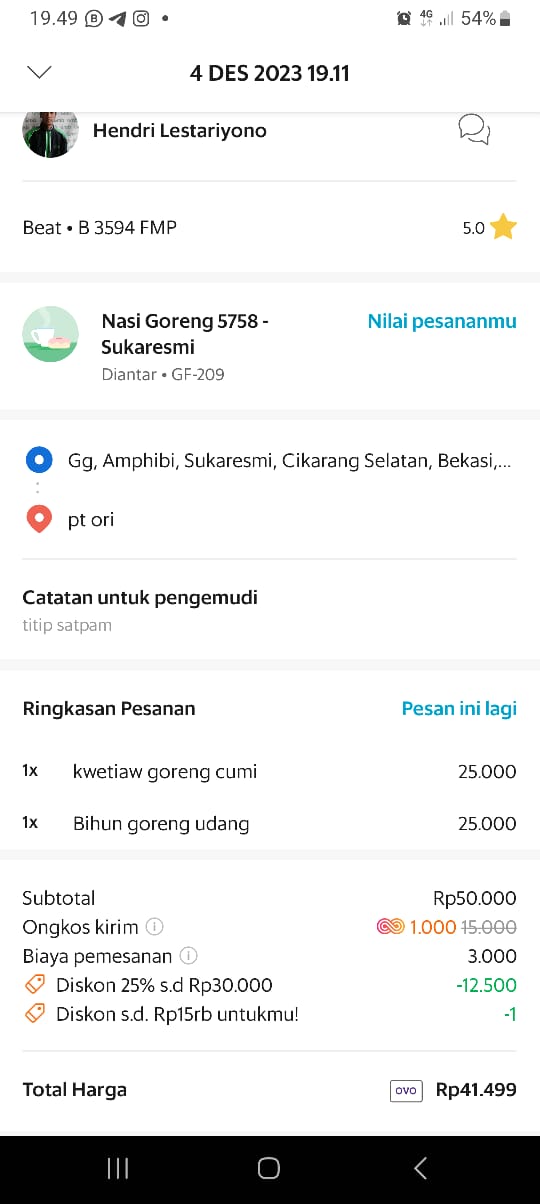 19.49 4G 54%
4 DES 2023 19.11
Hendri Lestariyono
Beat • B 3594 FMP 5.0
Nasi Goreng 5758 - Nilai pesananmu
Sukaresmi
Diantar • GF-209
Gg, Amphibi, Sukaresmi, Cikarang Selatan, Bekasi,...
pt ori
Catatan untuk pengemudi
titip satpam
Ringkasan Pesanan Pesan ini lagi
1x kwetiaw goreng cumi 25.000
1x Bihun goreng udang 25.000
Subtotal Rp50.000
Ongkos kirim 1.000 15.000
Biaya pemesanan 3.000
Diskon 25% s.d Rp30.000 -12.500
Diskon s.d. Rp15rb untukmu! -1
Total Harga OVO Rp41.499